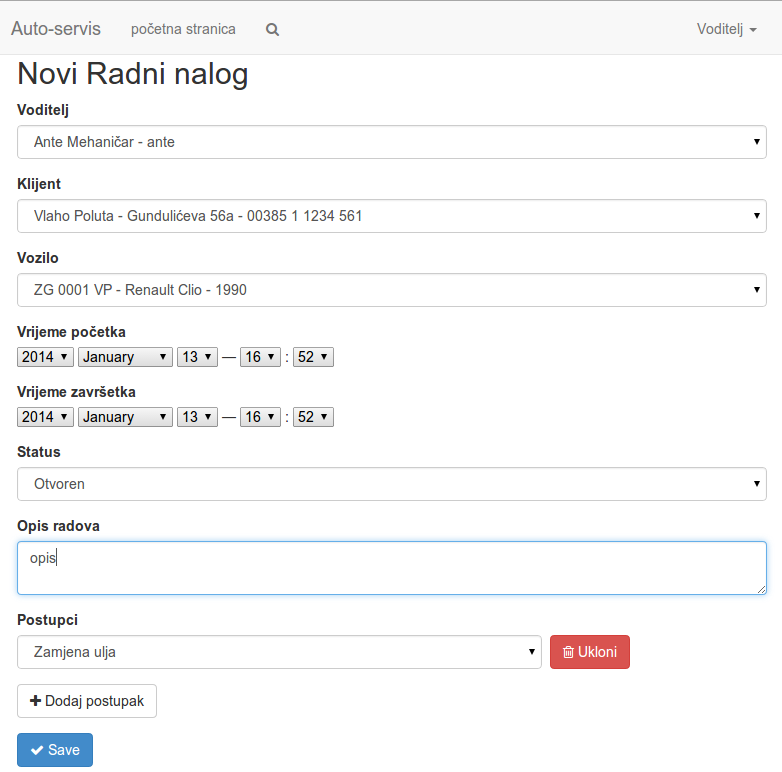 Auto-servis početna stranica Voditelj
Novi Radni nalog
Voditelj
Ante Mehaničar - ante
Klijent
Vlaho Poluta - Gundulićeva 56a - 00385 1 1234 561
Vozilo
ZG 0001 VP - Renault Clio - 1990
Vrijeme početka
2014 January 13 — 16 : 52
Vrijeme završetka
2014 January 13 — 16 : 52
Status
Otvoren
Opis radova
opis
Postupci
Zamjena ulja Ukloni
Dodaj postupak
Save